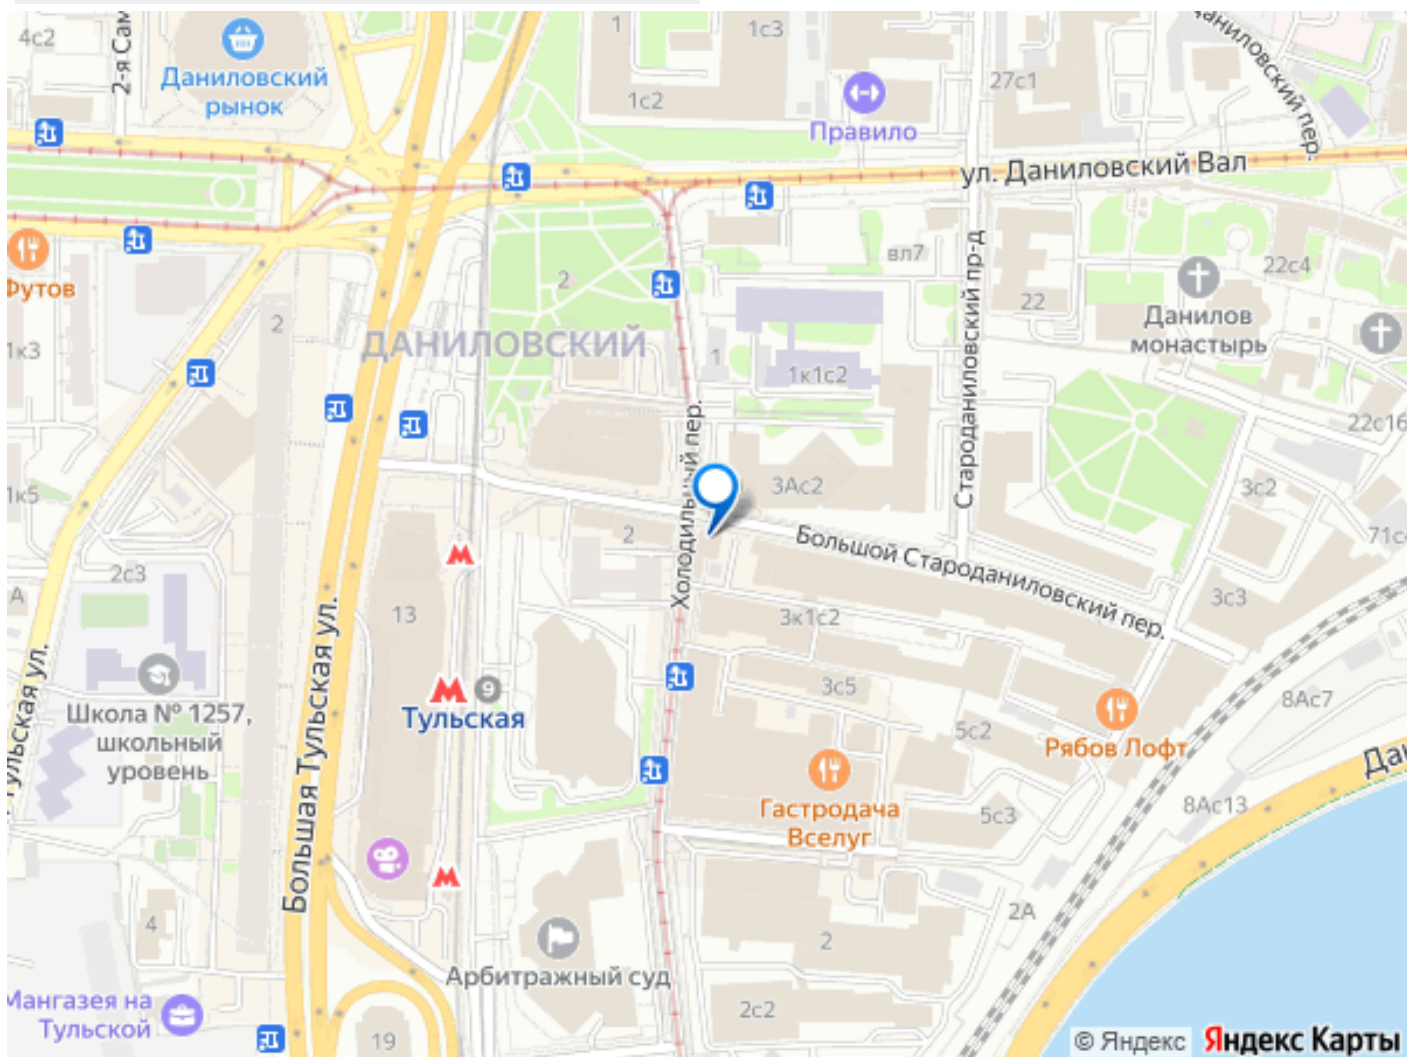 4с2
2-я Сам
Даниловский
рынок
1
1с3
1с2
Правило
27с1
Даниловский пер.
ул. Даниловский Вал
Футов
1к3
2
2
вл7
22
22с4
Данилов
монастырь
ДАНИЛОВСКИЙ
1
1к1с2
Староданиловский пр-д
22с16
1к5
Холодильный пер.
3Ас2
3с2
2
Большой Староданиловский пер.
71с
2с3
А
13
3к1с2
3с3
Большая Тульская ул.
Тульская ул.
9
Тульская
Школа № 1257,
школьный
уровень
3с5
5с2
8Ас7
Рябов Лофт
Гастродача
Вселуг
5с3
8Ас13
Дан
4
2А
2
Арбитражный суд
Мангазея на
Тульской
19
2с2
© Яндекс Яндекс Карты